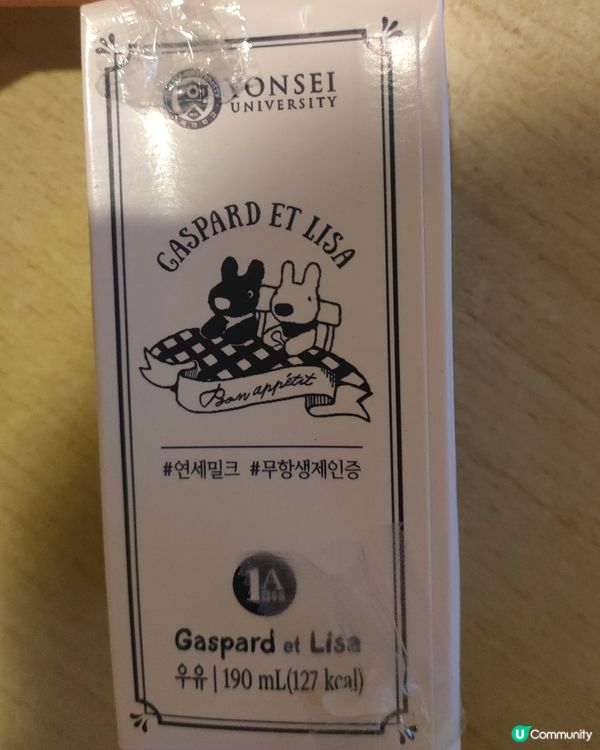 YONSEI
UNIVERSITY
GASPARD ET LISA
Bon appétit
#연세밀크 #무항생제인증
1A
Gaspard et Lisa
우유 | 190 mL(127 kcal)
U Community